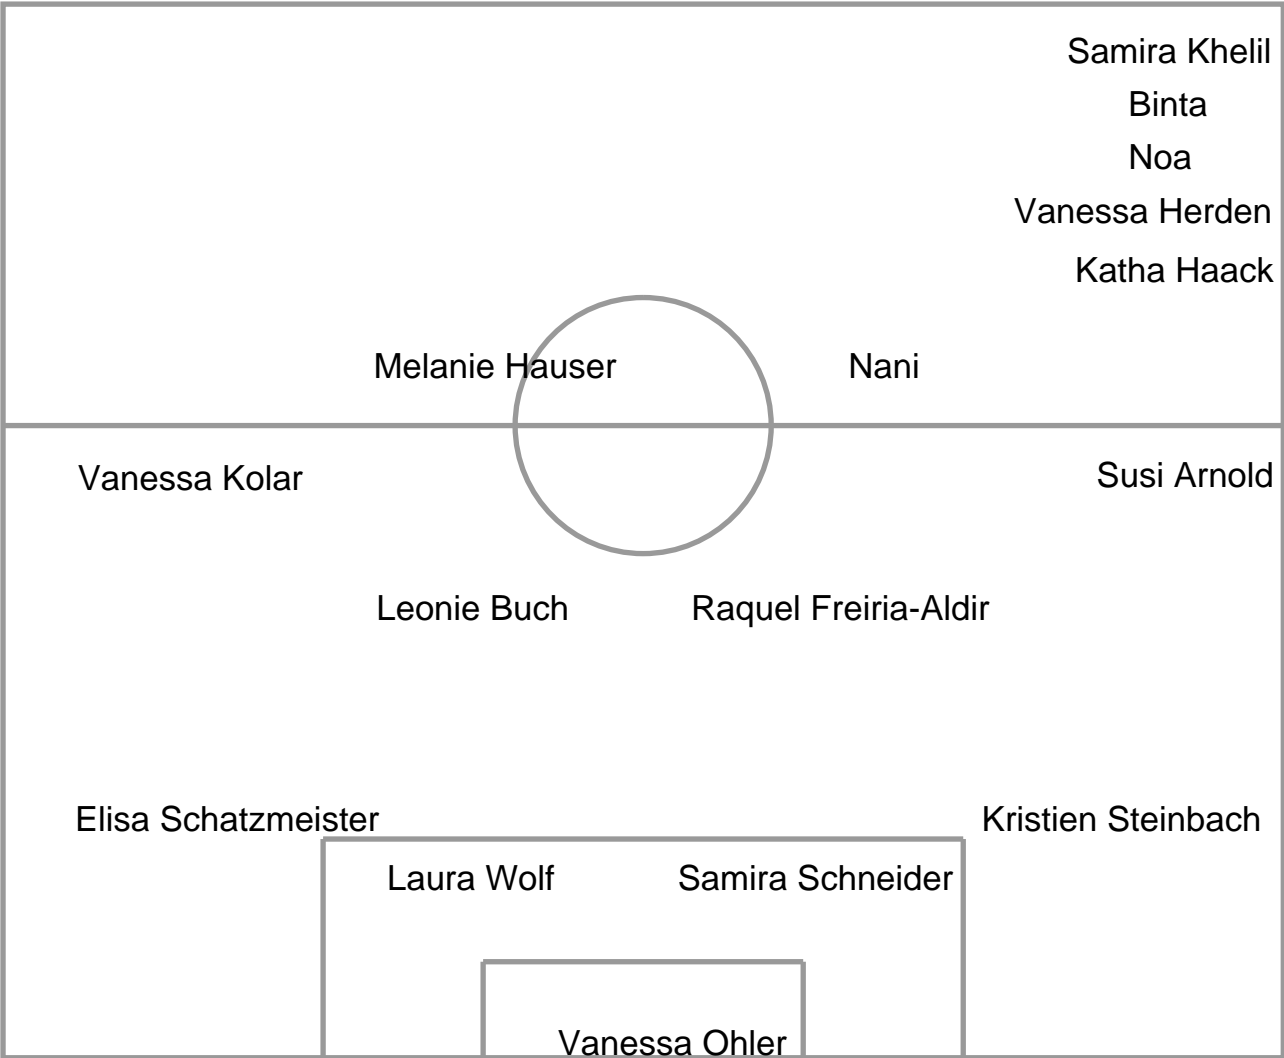 Samira Khelil
Binta
Noa
Vanessa Herden
Katha Haack
Melanie Hauser
Nani
Vanessa Kolar
Susi Arnold
Leonie Buch
Raquel Freiria-Aldir
Elisa Schatzmeister
Kristien Steinbach
Laura Wolf
Samira Schneider
Vanessa Ohler